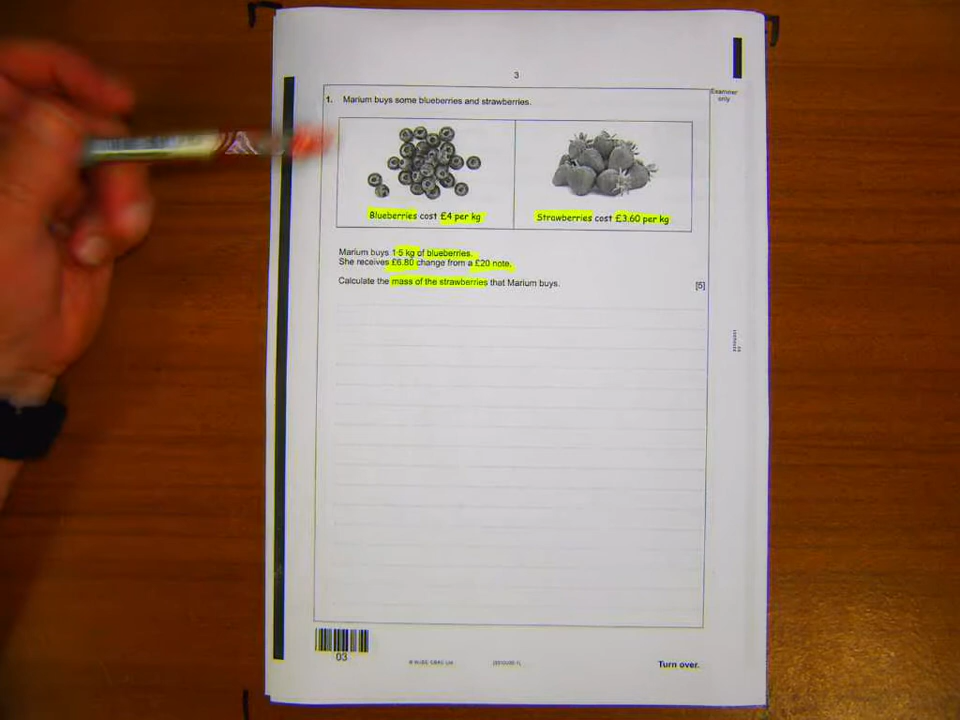 3
Examiner
only
1. Marium buys some blueberries and strawberries.
Blueberries cost £4 per kg
Strawberries cost £3.60 per kg
Marium buys 1·5 kg of blueberries.
She receives £6.80 change from a £20 note.
Calculate the mass of the strawberries that Marium buys. [5]
03
Turn over.